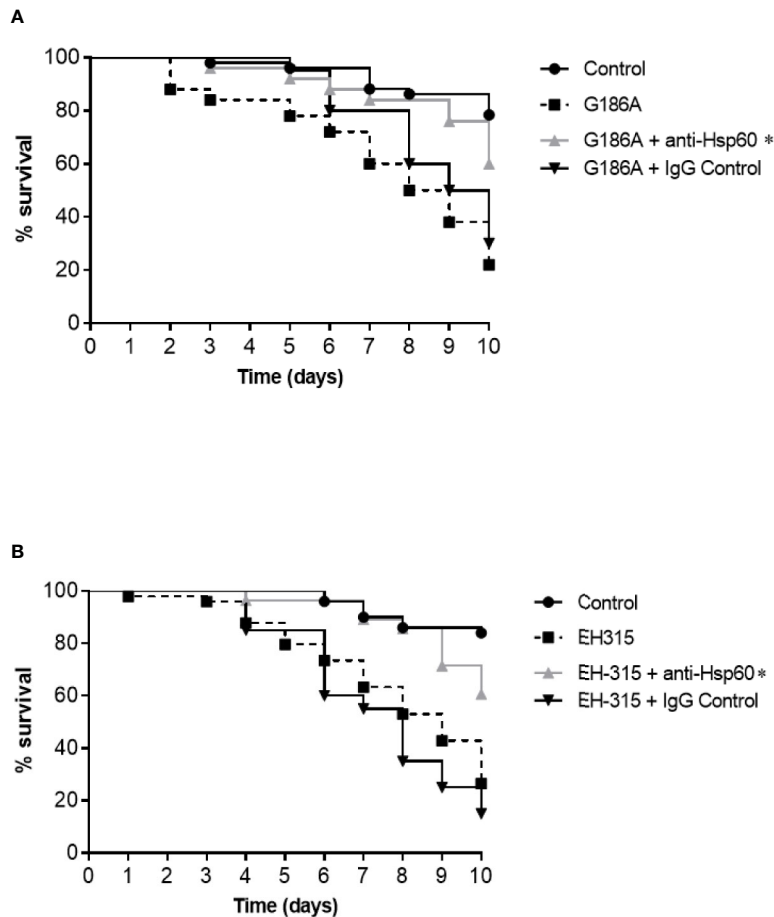 A
% survival
100
80
60
40
20
0
0 1 2 3 4 5 6 7 8 9 10
Time (days)
Control
G186A
G186A + anti-Hsp60 *
G186A + IgG Control
B
% survival
100
80
60
40
20
0
0 1 2 3 4 5 6 7 8 9 10
Time (days)
Control
EH315
EH-315 + anti-Hsp60 *
EH-315 + IgG Control